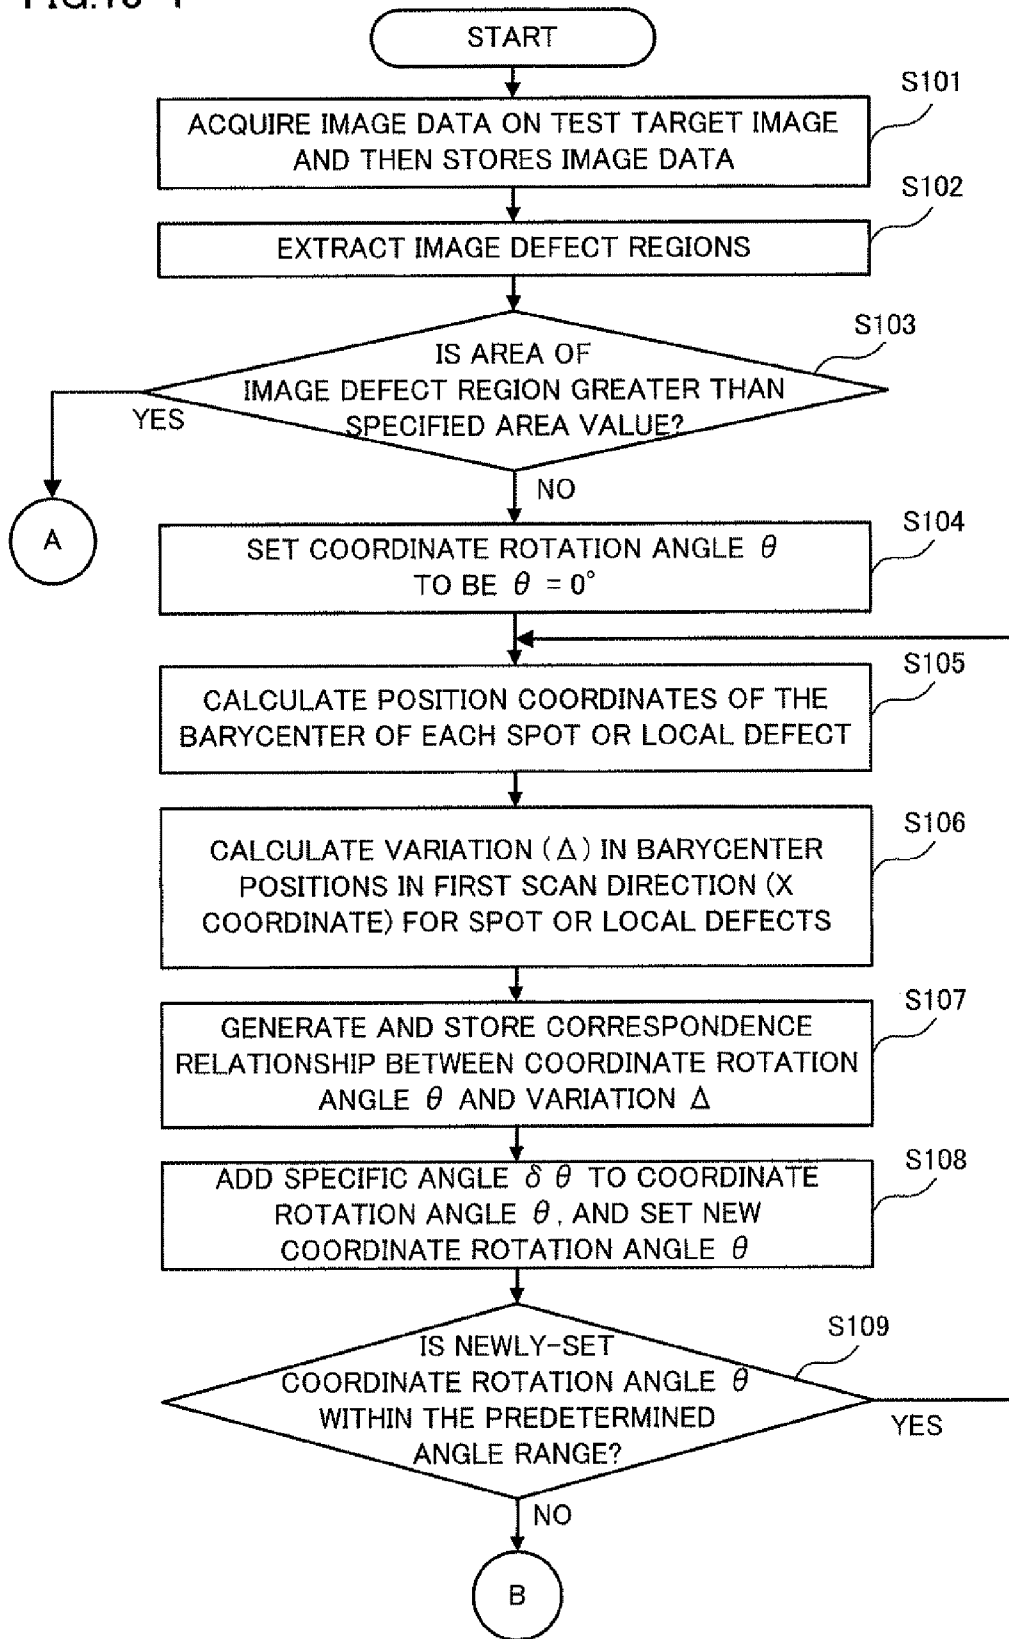 START
S101
ACQUIRE IMAGE DATA ON TEST TARGET IMAGE
AND THEN STORES IMAGE DATA
S102
EXTRACT IMAGE DEFECT REGIONS
S103
IS AREA OF
IMAGE DEFECT REGION GREATER THAN
SPECIFIED AREA VALUE?
YES
NO
A
S104
SET COORDINATE ROTATION ANGLE θ
TO BE θ = 0°
S105
CALCULATE POSITION COORDINATES OF THE
BARYCENTER OF EACH SPOT OR LOCAL DEFECT
S106
CALCULATE VARIATION (Δ) IN BARYCENTER
POSITIONS IN FIRST SCAN DIRECTION (X
COORDINATE) FOR SPOT OR LOCAL DEFECTS
S107
GENERATE AND STORE CORRESPONDENCE
RELATIONSHIP BETWEEN COORDINATE ROTATION
ANGLE θ AND VARIATION Δ
S108
ADD SPECIFIC ANGLE δ θ TO COORDINATE
ROTATION ANGLE θ, AND SET NEW
COORDINATE ROTATION ANGLE θ
S109
IS NEWLY-SET
COORDINATE ROTATION ANGLE θ
WITHIN THE PREDETERMINED
ANGLE RANGE?
YES
NO
B